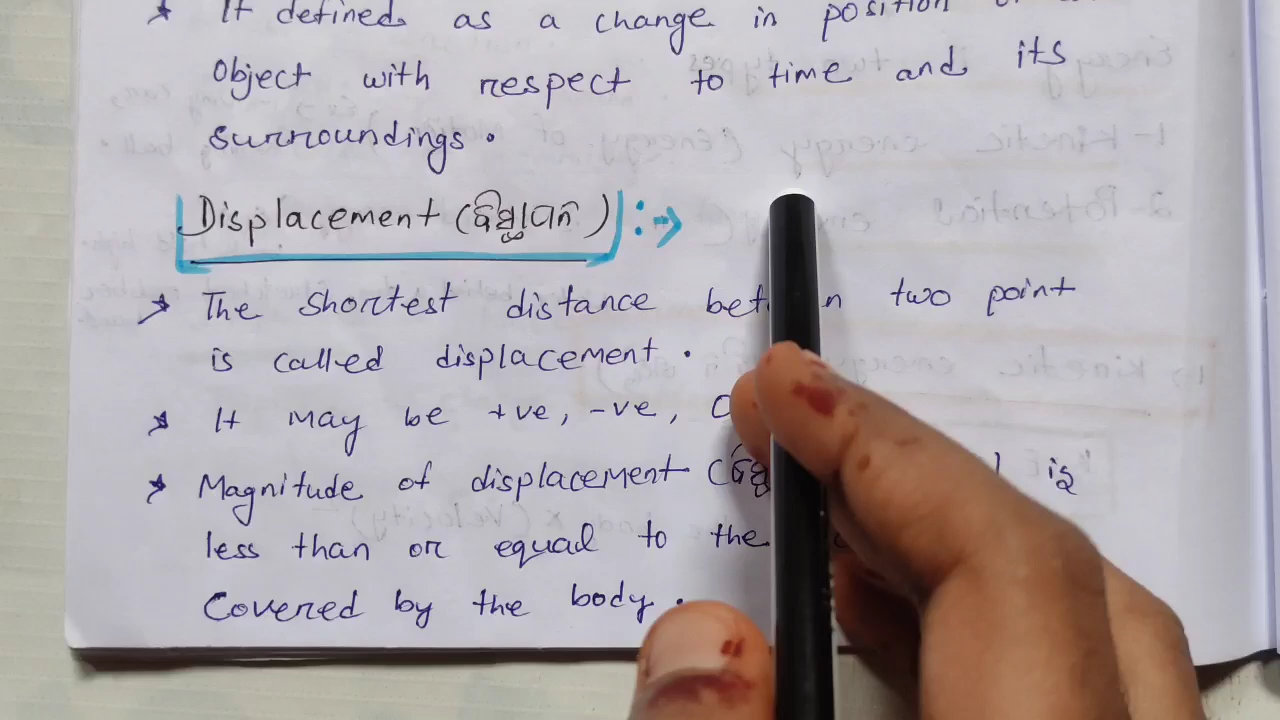 It defined as a change in position
Object with respect to time and its
surroundings.
Displacement (ବିସ୍ଥାପନ) :→
The shortest distance between two point
is called displacement.
It may be +ve, -ve, 0
Magnitude of displacement is
less than or equal to the
Covered by the body.